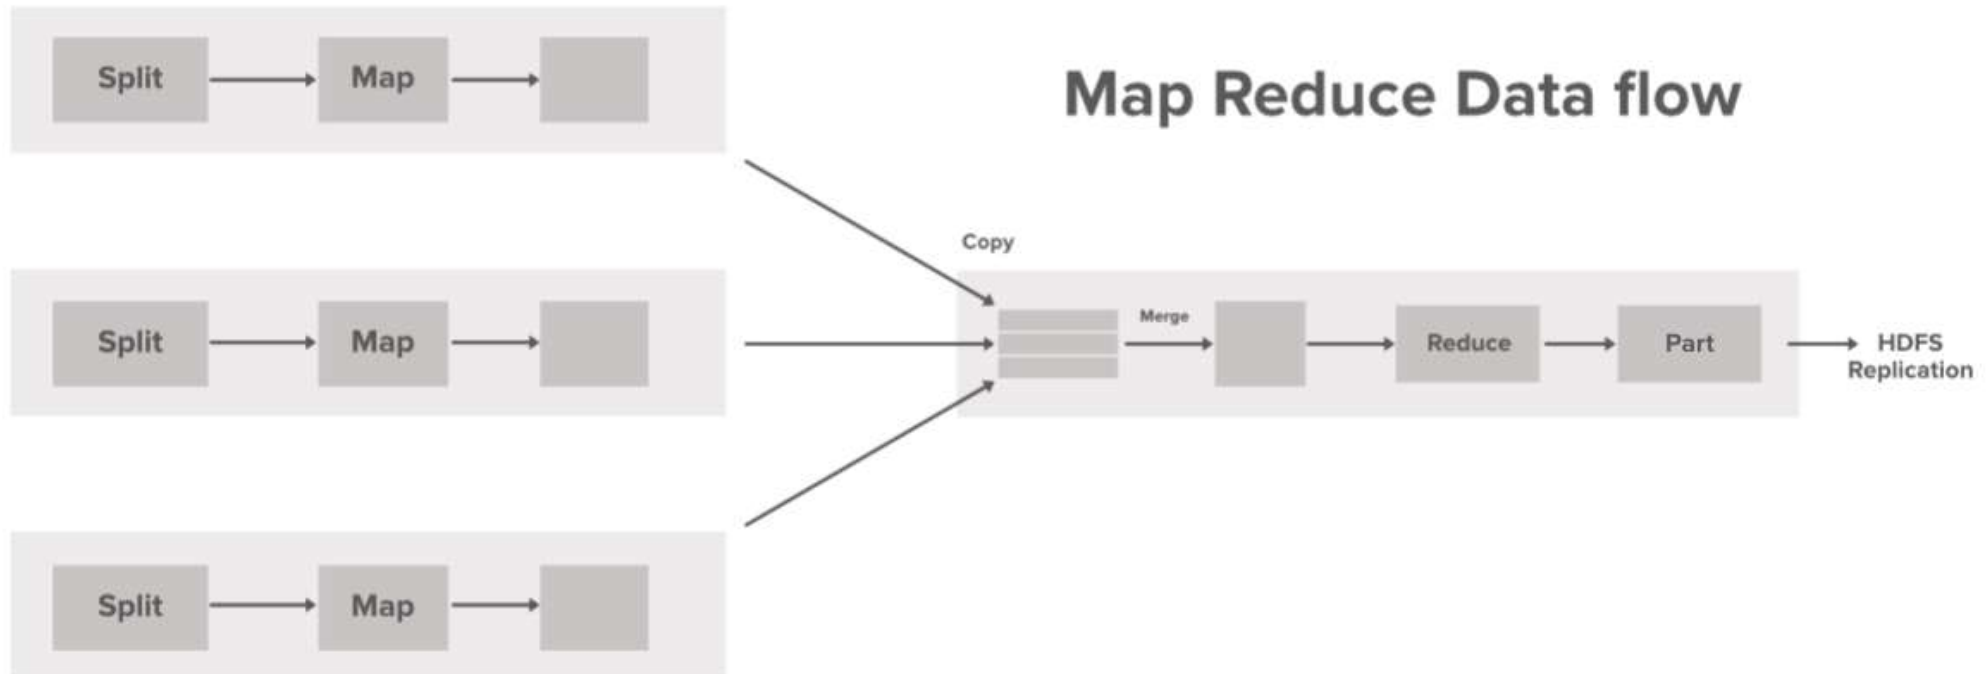 Split
Map
Map Reduce Data flow
Copy
Split
Map
Merge
Reduce
Part
HDFS
Replication
Split
Map